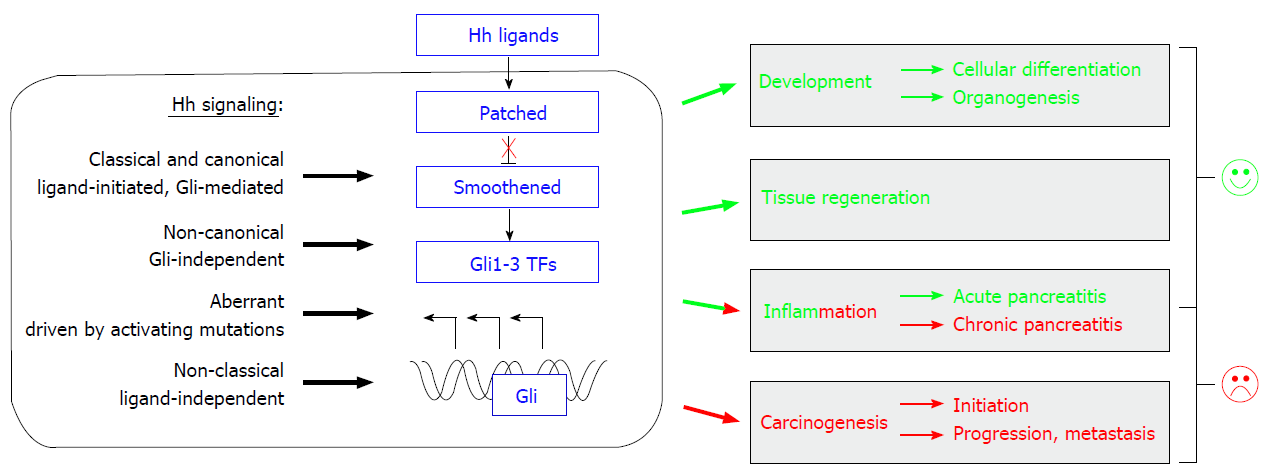 Hh ligands
Hh signaling:
Patched
Classical and canonical
ligand-initiated, Gli-mediated
Smoothened
Non-canonical
Gli-independent
Gli1-3 TFs
Aberrant
driven by activating mutations
Non-classical
ligand-independent
Gli
Development
Cellular differentiation
Organogenesis
Tissue regeneration
Inflammation
Acute pancreatitis
Chronic pancreatitis
Carcinogenesis
Initiation
Progression, metastasis